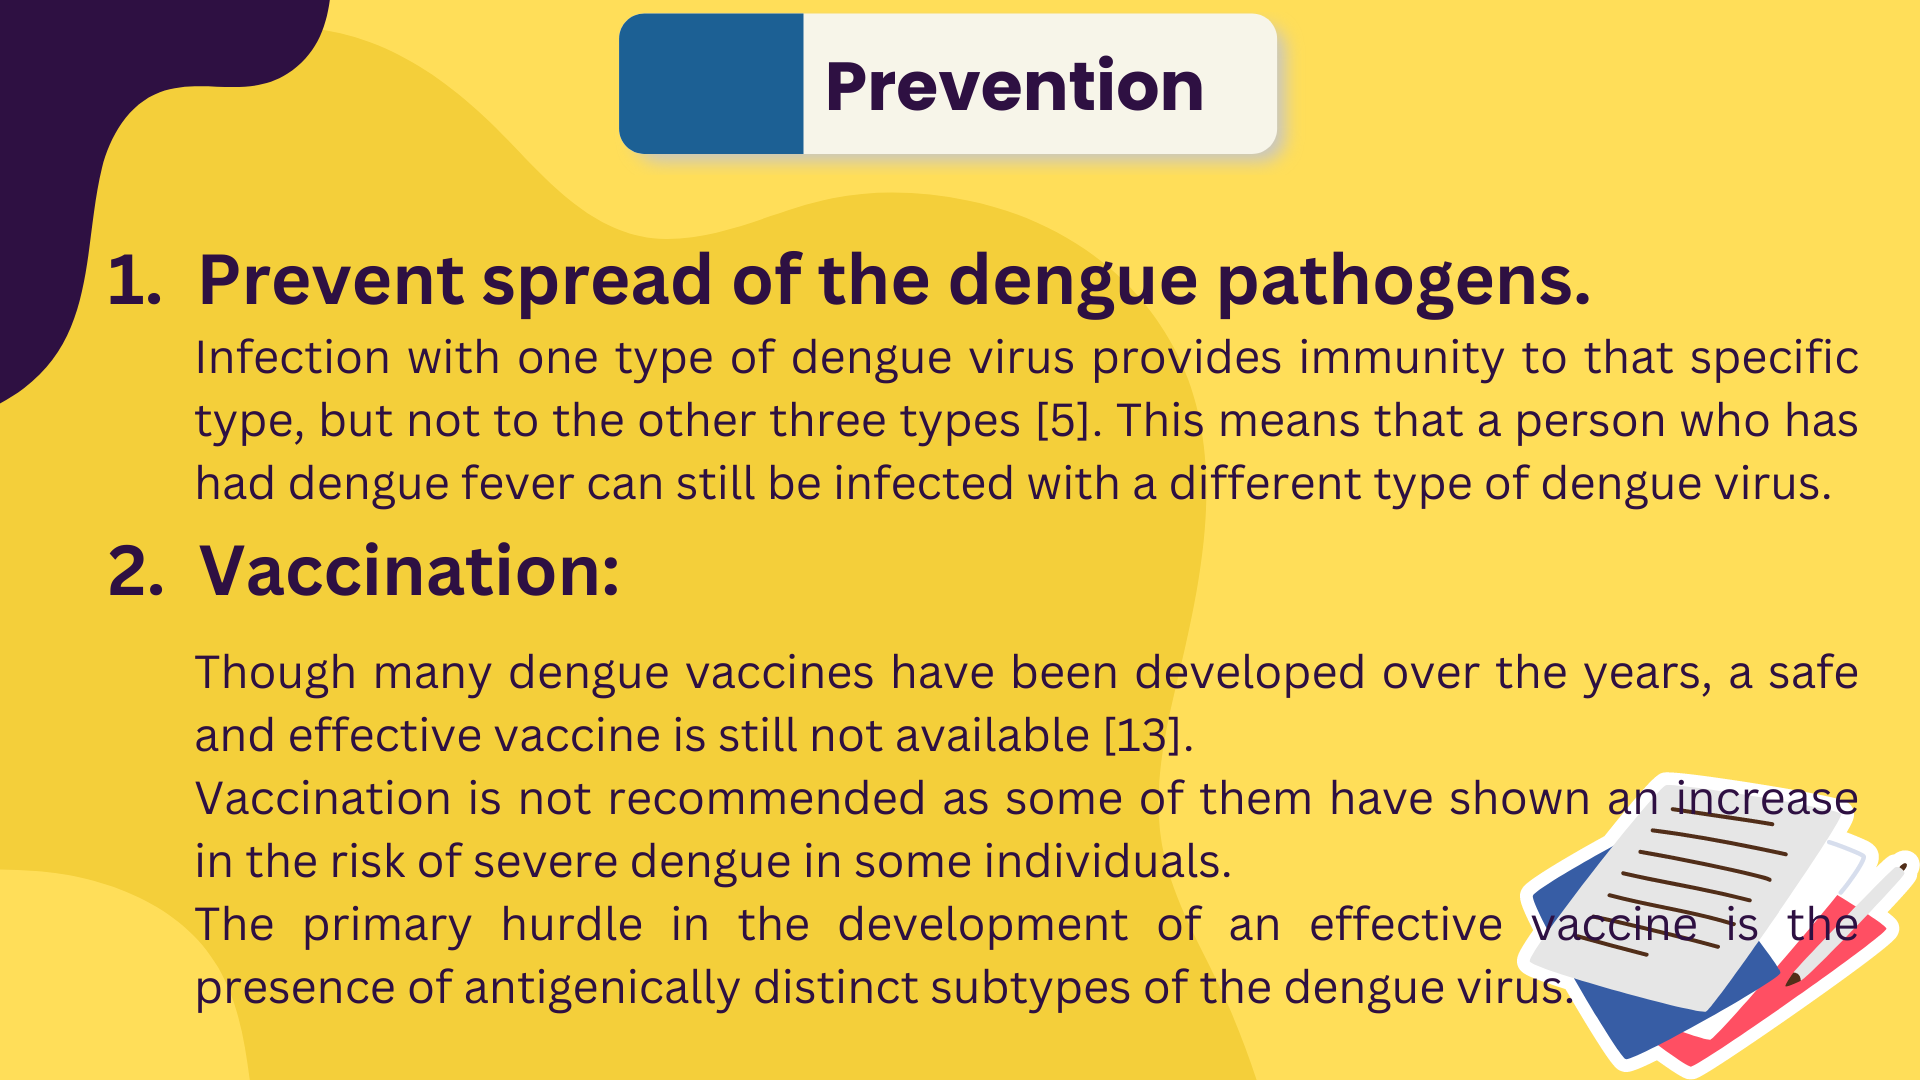 Prevention
1. Prevent spread of the dengue pathogens.
Infection with one type of dengue virus provides immunity to that specific
type, but not to the other three types [5]. This means that a person who has
had dengue fever can still be infected with a different type of dengue virus.
2. Vaccination:
Though many dengue vaccines have been developed over the years, a safe
and effective vaccine is still not available [13].
Vaccination is not recommended as some of them have shown an increase
in the risk of severe dengue in some individuals.
The primary hurdle in the development of an effective vaccine is the
presence of antigenically distinct subtypes of the dengue virus.